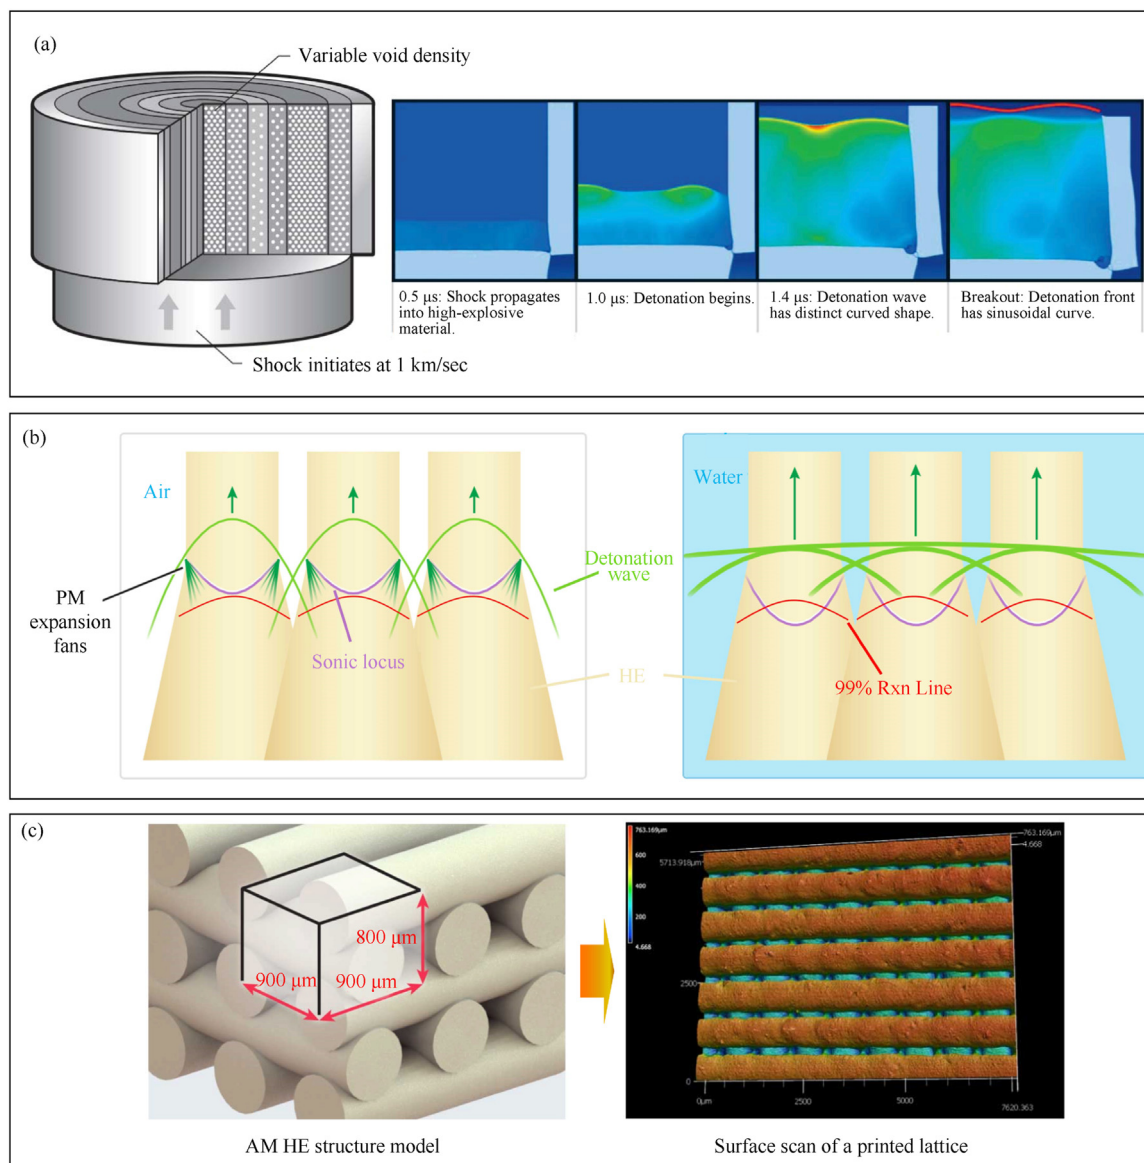 (a)
Variable void density
0.5 μs: Shock propagates
into high-explosive
material.
1.0 μs: Detonation begins.
1.4 μs: Detonation wave
has distinct curved shape.
Breakout: Detonation front
has sinusoidal curve.
Shock initiates at 1 km/sec
(b)
Air
PM
expansion
fans
Sonic locus
Detonation
wave
HE
Water
99% Rxn Line
(c)
800 μm
900 μm
900 μm
AM HE structure model
763.169μm
600
400
200
4.668
5713.918μm
2500
0
0μm
2500
5000
7620.363
763.169μm
4.668
Surface scan of a printed lattice